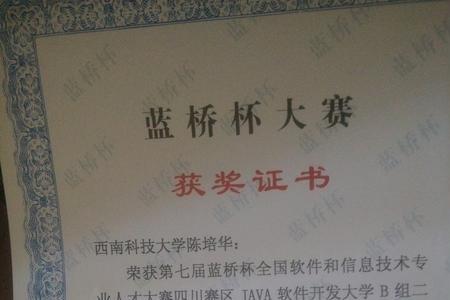 蓝桥杯大赛
获奖证书
西南科技大学陈培华：
荣获第七届蓝桥杯全国软件和信息技术专
业人才大赛四川赛区 JAVA 软件开发大学 B 组二